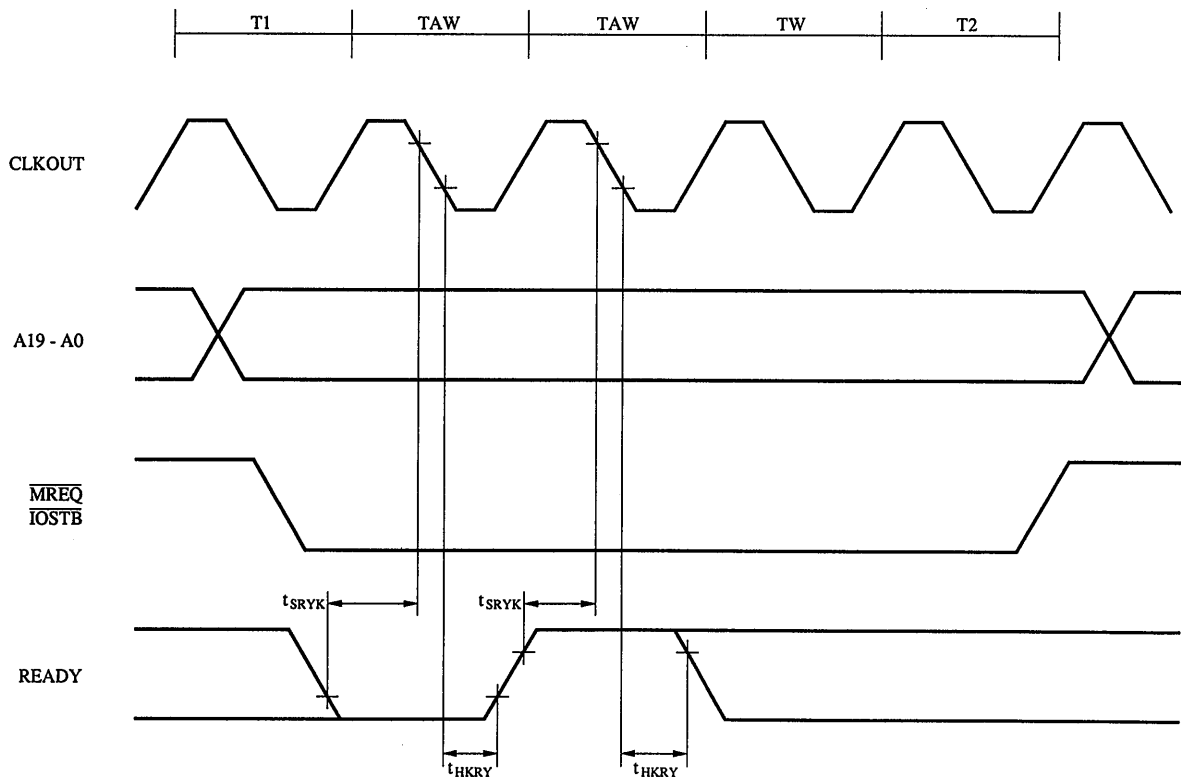 T1 TAW TAW TW T2
CLKOUT
A19 - A0
MREQ
IOSTB
tSRYK tSRYK
READY
tHKRY tHKRY